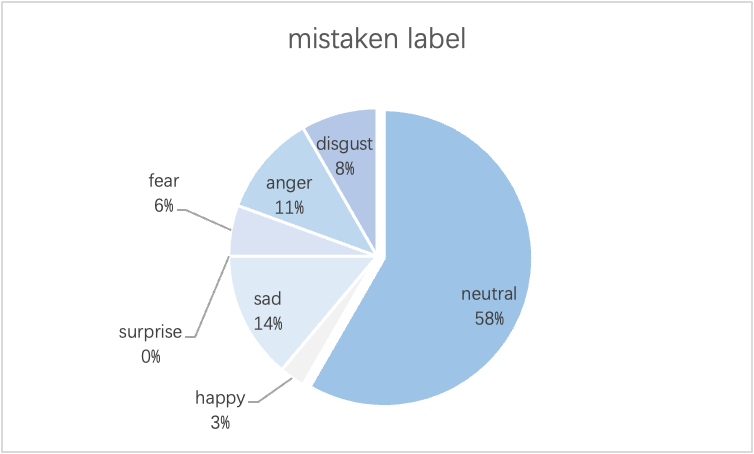 mistaken label
disgust
8%
anger
11%
fear
6%
neutral
58%
sad
14%
surprise
0%
happy
3%